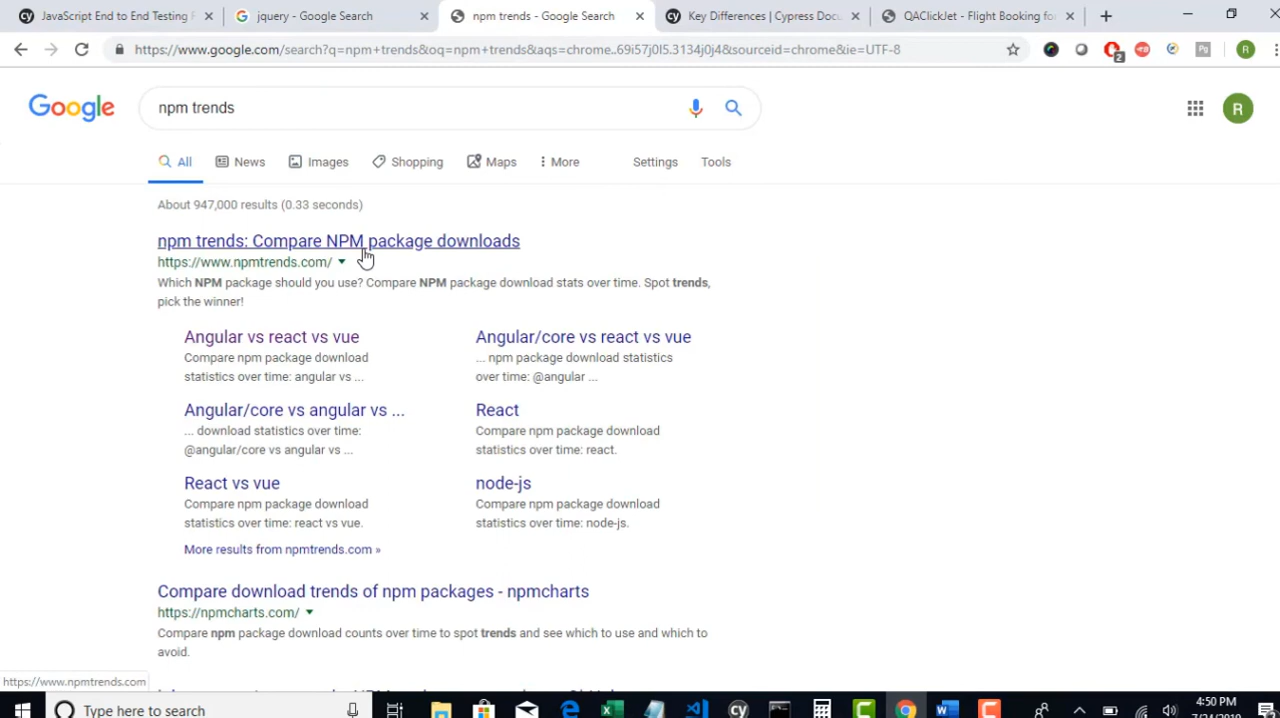 JavaScript End to End Testing F
jquery - Google Search
npm trends - Google Search
Key Differences | Cypress Docu
QAClickJet - Flight Booking for
https://www.google.com/search?q=npm+trends&oq=npm+trends&aqs=chrome..69i57j0l5.3134j0j4&sourceid=chrome&ie=UTF-8
2
R
Google
npm trends
R
All
News
Images
Shopping
Maps
More
Settings
Tools
About 947,000 results (0.33 seconds)
npm trends: Compare NPM package downloads
https://www.npmtrends.com/
Which NPM package should you use? Compare NPM package download stats over time. Spot trends,
pick the winner!
Angular vs react vs vue
Compare npm package download
statistics over time: angular vs ...
Angular/core vs react vs vue
... npm package download statistics
over time: @angular ...
Angular/core vs angular vs ...
... download statistics over time:
@angular/core vs angular vs ...
React
Compare npm package download
statistics over time: react.
React vs vue
Compare npm package download
statistics over time: react vs vue.
node-js
Compare npm package download
statistics over time: node-js.
More results from npmtrends.com »
Compare download trends of npm packages - npmcharts
https://npmcharts.com/
Compare npm package download counts over time to spot trends and see which to use and which to
avoid.
https://www.npmtrends.com
Type here to search
4:50 PM